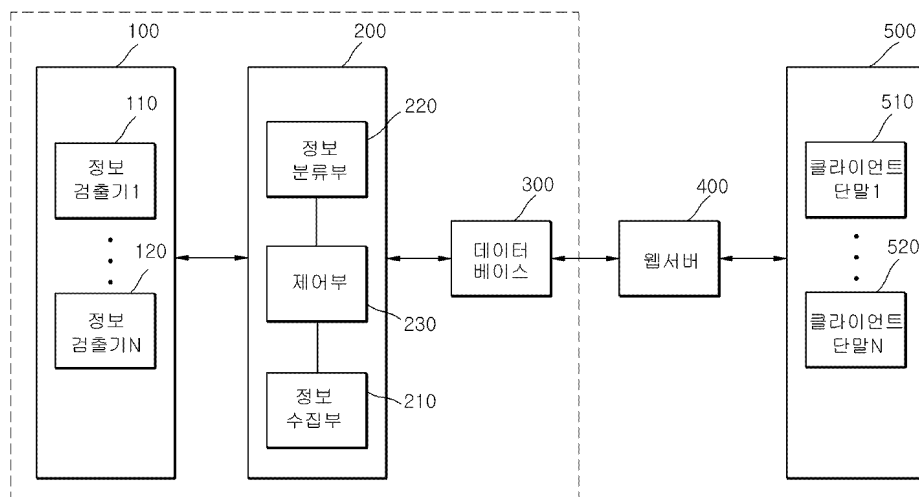 100
200
500
110
정보
검출기1
120
정보
검출기N
220
정보
분류부
제어부
230
정보
수집부
210
300
데이터
베이스
400
웹서버
510
클라이언트
단말1
520
클라이언트
단말N